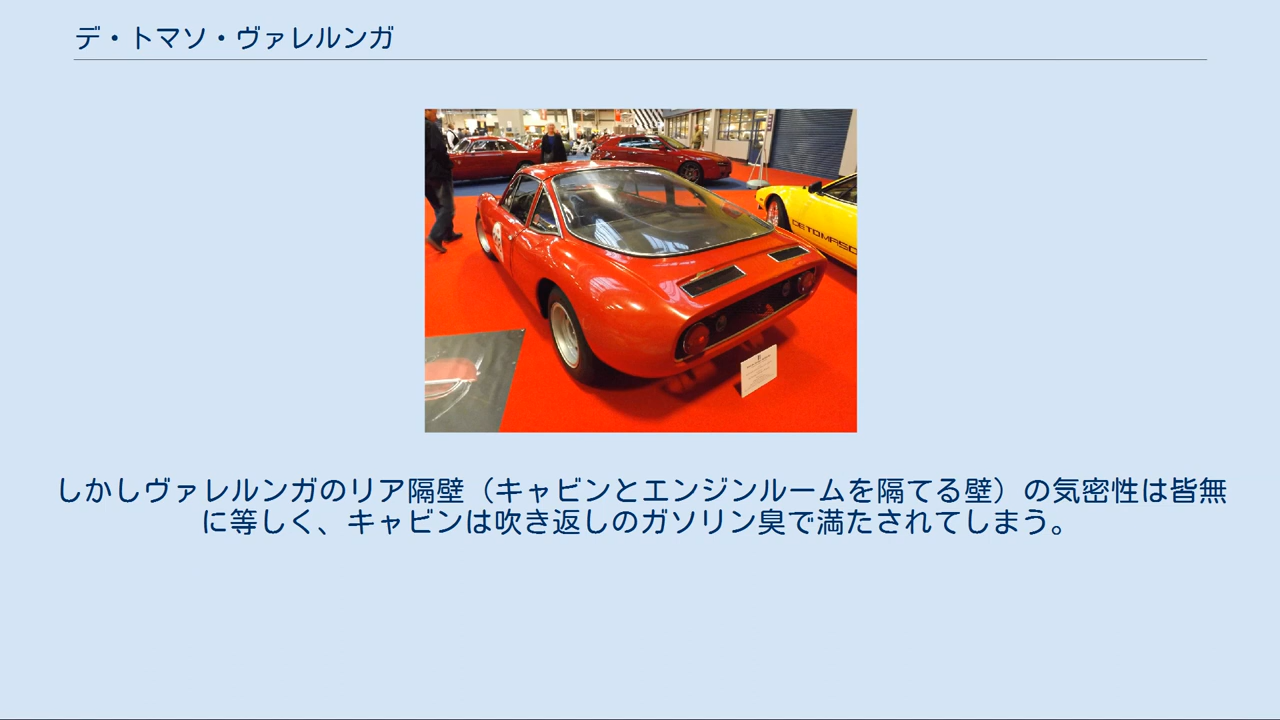 デ・トマソ・ヴァレルンガ
DETOMASO
しかしヴァレルンガのリア隔壁（キャビンとエンジンルームを隔てる壁）の気密性は皆無
に等しく、キャビンは吹き返しのガソリン臭で満たされてしまう。